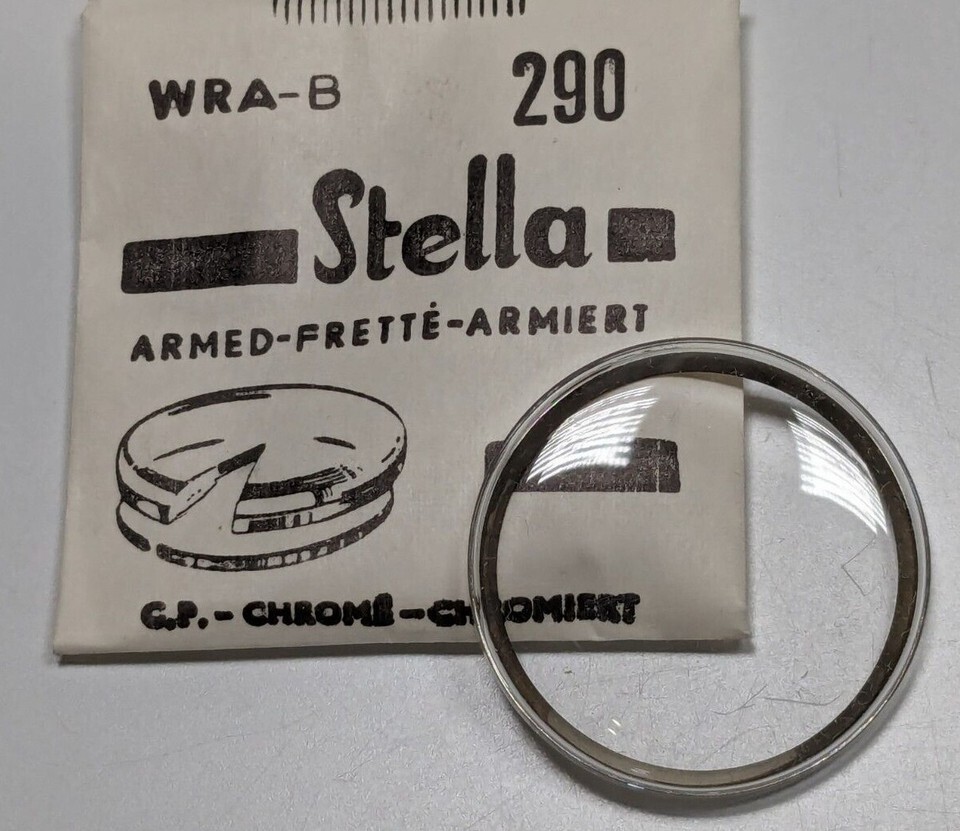 WRA-B 290
Stella
ARMED-FRETTÉ-ARMIERT
G.P.-CHROMÉ-CHROMIERT